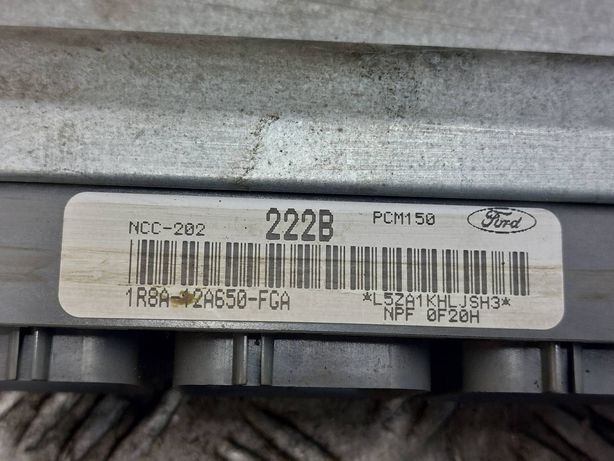 NCC-202 222B PCM150 Ford
1R8A-12A650-FGA *L5ZA1KHLJSH3*
NPF 0F20H